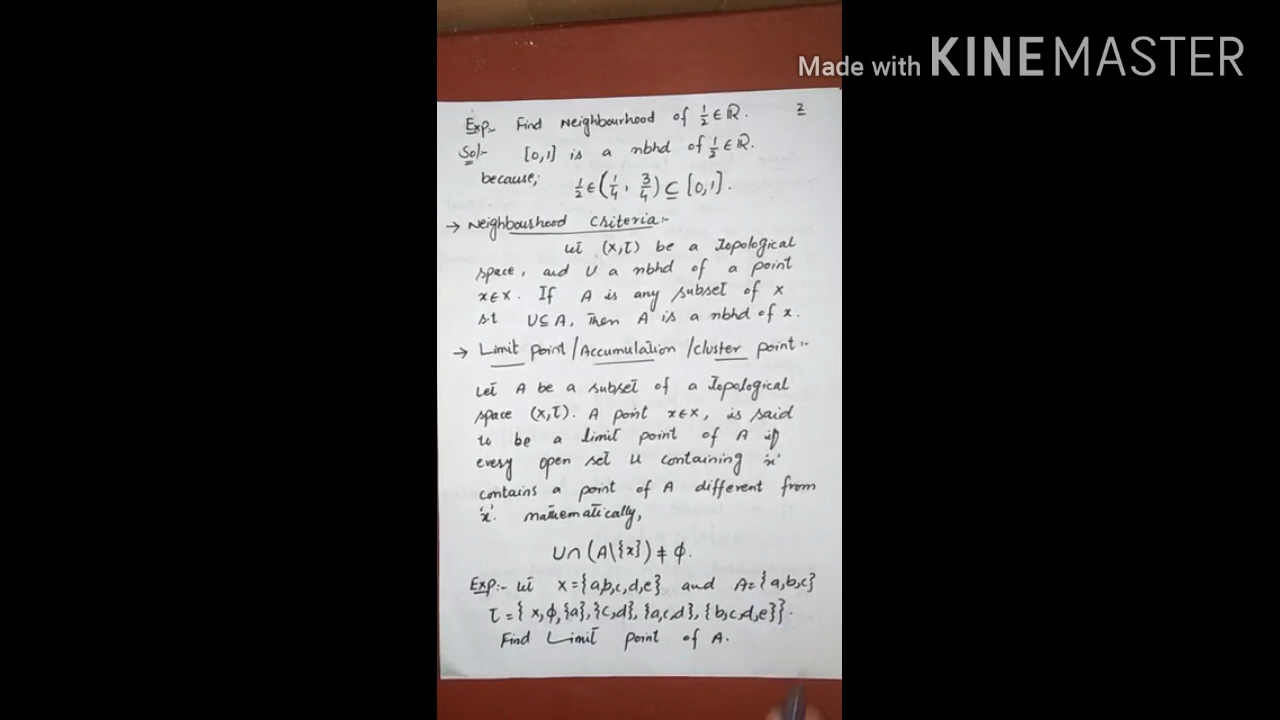 Made with KINEMASTER
2
Exp:- Find Neighbourhood of 1/2 ∈ ℝ.
Sol:- [0,1] is a nbhd of 1/2 ∈ ℝ.
because;
1/2 ∈ (1/4, 3/4) ⊆ [0,1].
→ Neighbourhood Criteria:-
Let (X,τ) be a topological
space, and U a nbhd of a point
x∈X. If A is any subset of X
s.t U⊆A, Then A is a nbhd of x.
→ Limit point/Accumulation/cluster point:-
Let A be a subset of a Topological
space (X,τ). A point x∈X, is said
to be a limit point of A if
every open set U containing 'x'
contains a point of A different from
'x'. mathematically,
U∩(A\{x}) ≠ ϕ.
Exp:- Let X={a,b,c,d,e} and A={a,b,c}
τ={X,ϕ,{a},{c,d},{a,c,d},{b,c,d,e}}.
Find Limit point of A.